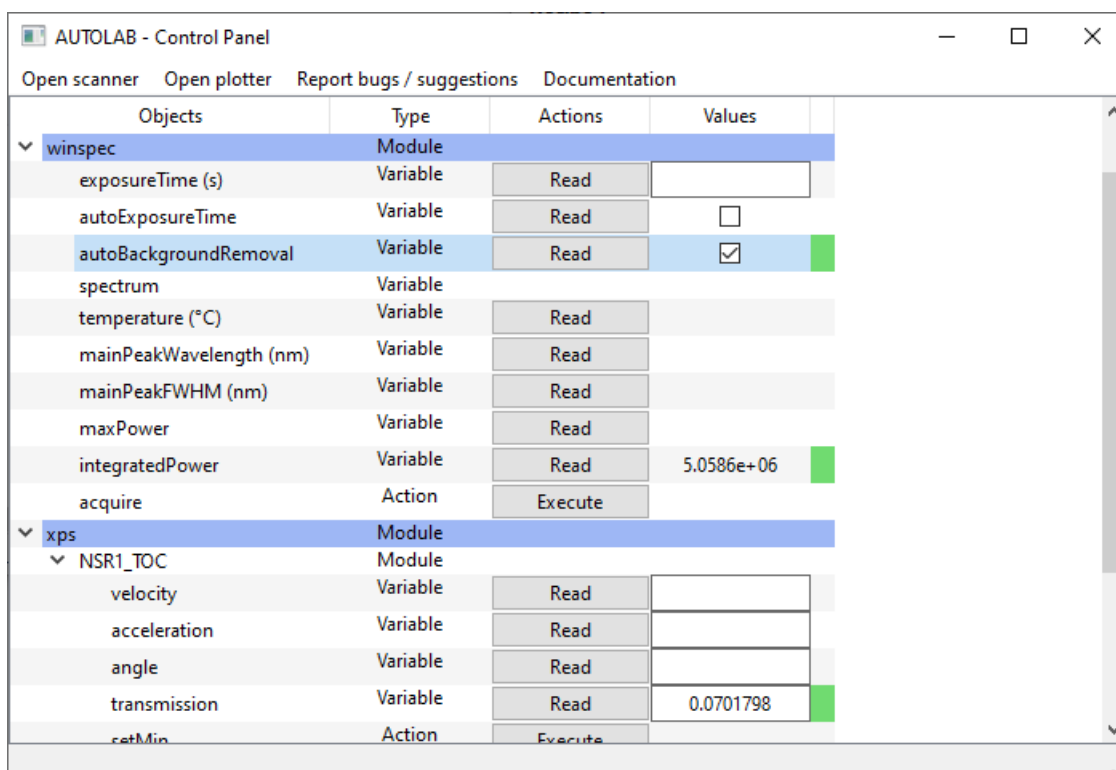 AUTOLAB - Control Panel
Open scanner Open plotter Report bugs / suggestions Documentation
Objects Type Actions Values
winspec Module
exposureTime (s) Variable Read
autoExposureTime Variable Read
autoBackgroundRemoval Variable Read
spectrum Variable
temperature (°C) Variable Read
mainPeakWavelength (nm) Variable Read
mainPeakFWHM (nm) Variable Read
maxPower Variable Read
integratedPower Variable Read 5.0586e+06
acquire Action Execute
xps Module
NSR1_TOC Module
velocity Variable Read
acceleration Variable Read
angle Variable Read
transmission Variable Read 0.0701798
setMin Action Execute